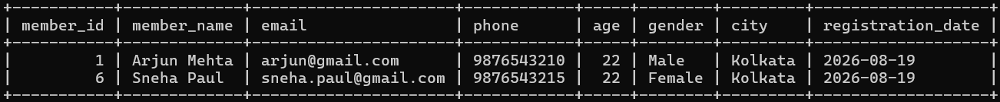 +-----------+-------------+----------------------+------------+-----+--------+---------+-------------------+
| member_id | member_name | email                | phone      | age | gender | city    | registration_date |
+-----------+-------------+----------------------+------------+-----+--------+---------+-------------------+
|         1 | Arjun Mehta | arjun@gmail.com      | 9876543210 |  22 | Male   | Kolkata | 2026-08-19        |
|         6 | Sneha Paul  | sneha.paul@gmail.com | 9876543215 |  22 | Female | Kolkata | 2026-08-19        |
+-----------+-------------+----------------------+------------+-----+--------+---------+-------------------+